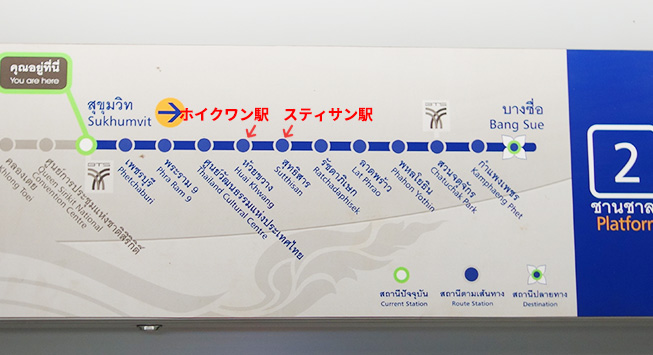 คุณอยู่ที่นี่
You are here
สุขุมวิท
Sukhumvit
ホイクワン駅
スティサン駅
บางซื่อ
Bang Sue
คลองเตย
Khlong Toei
ศูนย์การประชุมแห่งชาติสิริกิติ์
Queen Sirikit National
Convention Centre
เพชรบุรี
Phetchaburi
พระราม 9
Phra Ram 9
ศูนย์วัฒนธรรมแห่งประเทศไทย
Thailand Cultural Centre
ห้วยขวาง
Huai Khwang
สุทธิสาร
Sutthisan
รัชดาภิเษก
Ratchadaphisek
ลาดพร้าว
Lat Phrao
พหลโยธิน
Phahon Yothin
สวนจตุจักร
Chatuchak Park
กำแพงเพชร
Kamphaeng Phet
BTS
BTS
2
ชานชาลา
Platform
สถานีปัจจุบัน
Current Station
สถานีตามเส้นทาง
Route Station
สถานีปลายทาง
Destination